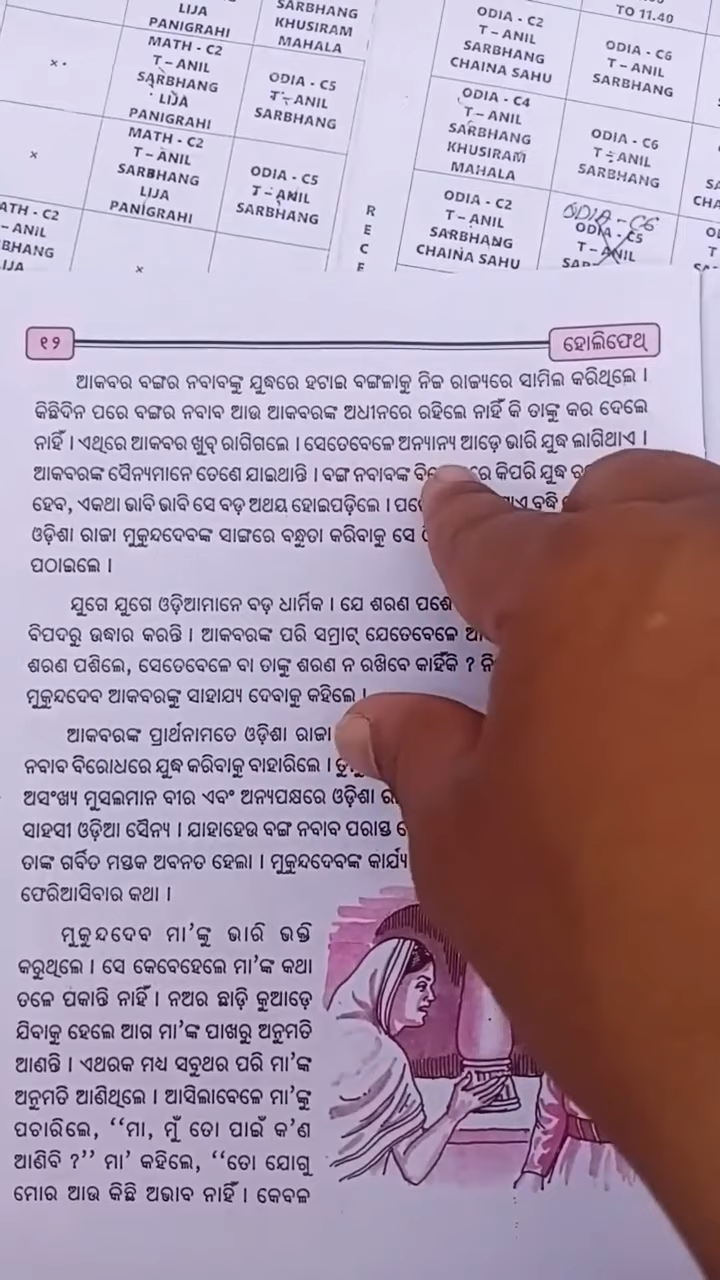 LIJA
PANIGRAHI
SARBHANG
KHUSIRAM
MAHALA
MATH - C2
T – ANIL
SARBHANG
LIJA
PANIGRAHI
ODIA - C5
T – ANIL
SARBHANG
x
MATH - C2
T – ANIL
SARBHANG
LIJA
PANIGRAHI
ODIA - C5
T – ANIL
SARBHANG
x
ATH - C2
– ANIL
BHANG
LIJA
x
R
E
C
E
ODIA - C2
T – ANIL
SARBHANG
CHAINA SAHU
TO 11.40
ODIA - C6
T – ANIL
SARBHANG
ODIA - C4
T – ANIL
SARBHANG
KHUSIRAM
MAHALA
ODIA - C6
T – ANIL
SARBHANG
ODIA - C2
T – ANIL
SARBHANG
CHAINA SAHU
ODIA - C6
ODIA - C5
T – ANIL
୧୨
ହୋଲିଫେଥ୍
ଆକବର ବଙ୍ଗର ନବାବଙ୍କୁ ଯୁଦ୍ଧରେ ହଟାଇ ବଙ୍ଗଳାକୁ ନିଜ ରାଜ୍ୟରେ ସାମିଲ କରିଥିଲେ ।
କିଛିଦିନ ପରେ ବଙ୍ଗର ନବାବ ଆଉ ଆକବରଙ୍କ ଅଧୀନରେ ରହିଲେ ନାହିଁ କି ତାଙ୍କୁ କର ଦେଲେ
ନାହିଁ । ଏଥିରେ ଆକବର ଖୁବ୍ ରାଗିଗଲେ । ସେତେବେଳେ ଅନ୍ୟାନ୍ୟ ଆଡ଼େ ଭାରି ଯୁଦ୍ଧ ଲାଗିଥାଏ ।
ଆକବରଙ୍କ ସୈନ୍ୟମାନେ ତେଣେ ଯାଇଥାନ୍ତି । ବଙ୍ଗ ନବାବଙ୍କ କିପରି ଯୁଦ୍ଧ
ହେବ, ଏକଥା ଭାବି ଭାବି ସେ ବଡ଼ ଅଥୟ ହୋଇପଡ଼ିଲେ । ବୁଦ୍ଧି
ଓଡ଼ିଶା ରାଜା ମୁକୁନ୍ଦଦେବଙ୍କ ସାଙ୍ଗରେ ବନ୍ଧୁତା କରିବାକୁ ସେ
ପଠାଇଲେ ।
ଯୁଗେ ଯୁଗେ ଓଡ଼ିଆମାନେ ବଡ଼ ଧାର୍ମିକ । ଯେ ଶରଣ ପଶେ
ବିପଦରୁ ଉଦ୍ଧାର କରନ୍ତି । ଆକବରଙ୍କ ପରି ସମ୍ରାଟ୍ ଯେତେବେଳେ
ଶରଣ ପଶିଲେ, ସେତେବେଳେ ବା ତାଙ୍କୁ ଶରଣ ନ ରଖିବେ କାହିଁକି ?
ମୁକୁନ୍ଦଦେବ ଆକବରଙ୍କୁ ସାହାଯ୍ୟ ଦେବାକୁ କହିଲେ ।
ଆକବରଙ୍କ ପ୍ରାର୍ଥନାମତେ ଓଡ଼ିଶା ରାଜା
ନବାବ ବିରୋଧରେ ଯୁଦ୍ଧ କରିବାକୁ ବାହାରିଲେ ।
ଅସଂଖ୍ୟ ମୁସଲମାନ ବୀର ଏବଂ ଅନ୍ୟପକ୍ଷରେ ଓଡ଼ିଶା
ସାହସୀ ଓଡ଼ିଆ ସୈନ୍ୟ । ଯାହାହେଉ ବଙ୍ଗ ନବାବ ପରାସ୍ତ
ତାଙ୍କ ଗର୍ବିତ ମସ୍ତକ ଅବନତ ହେଲା । ମୁକୁନ୍ଦଦେବଙ୍କ କାର୍ଯ୍ୟ
ଫେରିଆସିବାର କଥା ।
ମୁକୁନ୍ଦଦେବ ମା’ଙ୍କୁ ଭାରି ଭକ୍ତି
କରୁଥିଲେ । ସେ କେବେହେଲେ ମା’ଙ୍କ କଥା
ତଳେ ପକାନ୍ତି ନାହିଁ । ନଅର ଛାଡ଼ି କୁଆଡ଼େ
ଯିବାକୁ ହେଲେ ଆଗ ମା’ଙ୍କ ପାଖରୁ ଅନୁମତି
ଆଣନ୍ତି । ଏଥରକ ମଧ୍ୟ ସବୁଥର ପରି ମା’ଙ୍କ
ଅନୁମତି ଆଣିଥିଲେ । ଆସିଲାବେଳେ ମା’ଙ୍କୁ
ପଚାରିଲେ, ‘‘ମା, ମୁଁ ତୋ ପାଇଁ କ’ଣ
ଆଣିବି ?’’ ମା’ କହିଲେ, ‘‘ତୋ ଯୋଗୁ
ମୋର ଆଉ କିଛି ଅଭାବ ନାହିଁ । କେବଳ